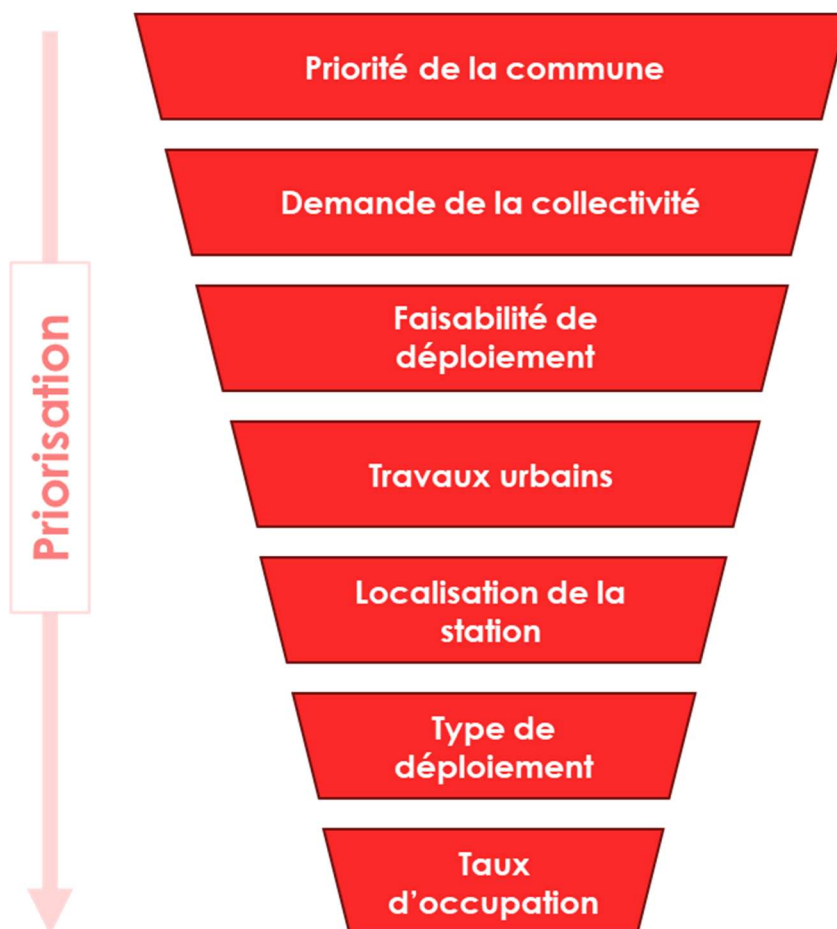 Priorité de la commune
Demande de la collectivité
Faisabilité de
déploiement
Travaux urbains
Localisation de la
station
Type de
déploiement
Taux
d’occupation
Priorisation